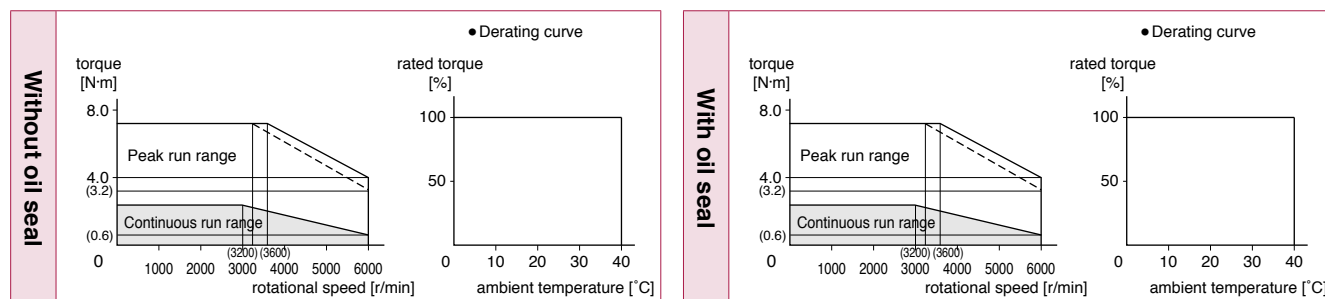 Without oil seal
● Derating curve
torque
[N·m]
rated torque
[%]
8.0
4.0
(3.2)
(0.6)
0
Peak run range
Continuous run range
(3200) (3600)
1000 2000 3000 4000 5000 6000
rotational speed [r/min]
100
50
0 10 20 30 40
ambient temperature [˚C]
With oil seal
● Derating curve
torque
[N·m]
rated torque
[%]
8.0
4.0
(3.2)
(0.6)
0
Peak run range
Continuous run range
(3200) (3600)
1000 2000 3000 4000 5000 6000
rotational speed [r/min]
100
50
0 10 20 30 40
ambient temperature [˚C]